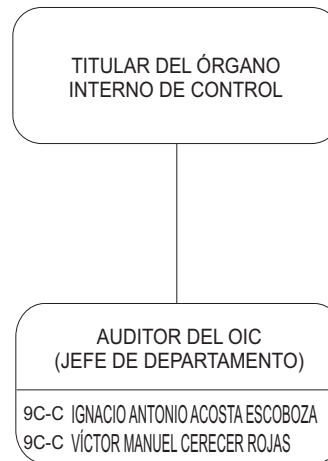 TITULAR DEL ÓRGANO
INTERNO DE CONTROL
AUDITOR DEL OIC
(JEFE DE DEPARTAMENTO)
9C-C IGNACIO ANTONIO ACOSTA ESCOBOZA
9C-C VÍCTOR MANUEL CERECER ROJAS